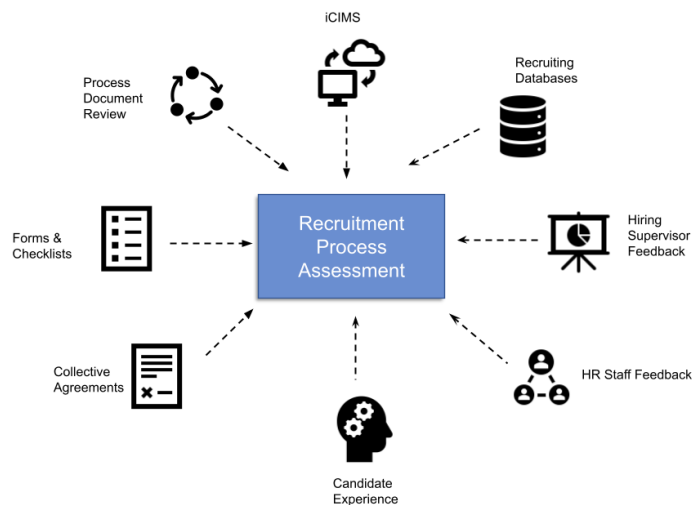 iCIMS
Process
Document
Review
Recruiting
Databases
Recruitment
Process
Assessment
Forms &
Checklists
Hiring
Supervisor
Feedback
Collective
Agreements
HR Staff Feedback
Candidate
Experience